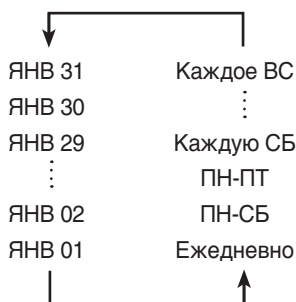 ЯНВ 31 Каждое ВС
ЯНВ 30
ЯНВ 29 Каждую СБ
ПН-ПТ
ЯНВ 02 ПН-СБ
ЯНВ 01 Ежедневно